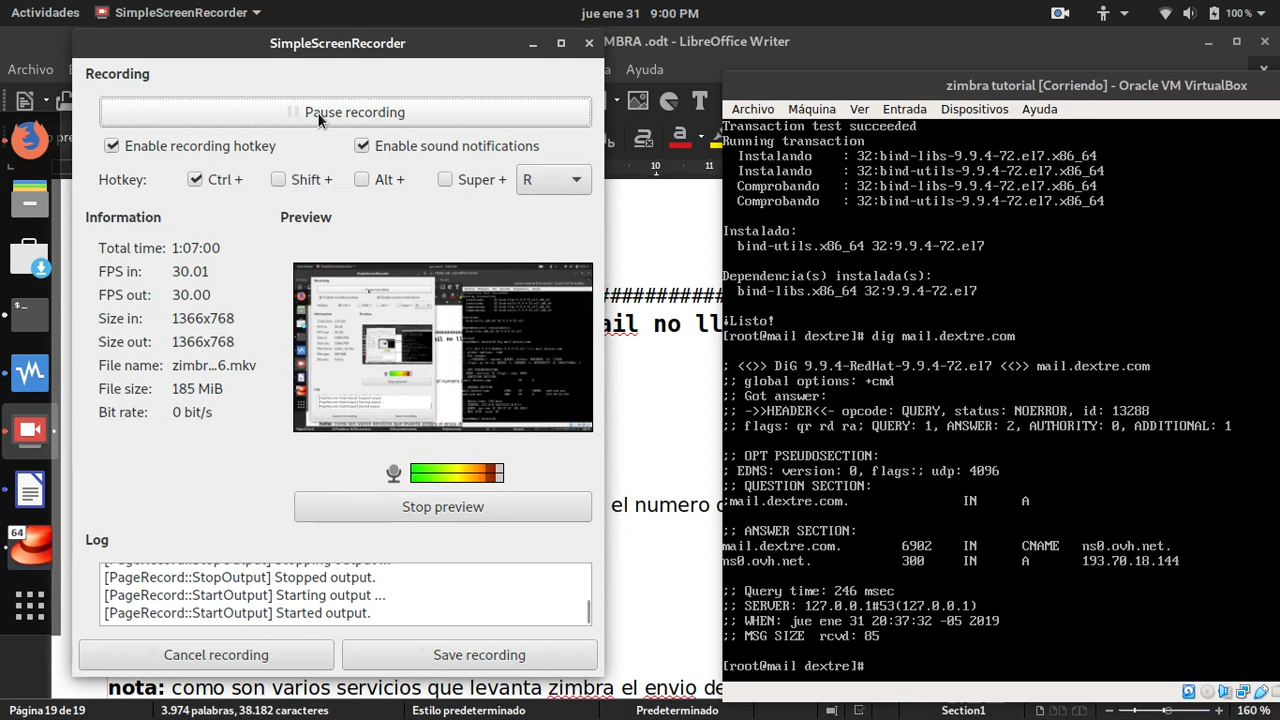 Actividades
SimpleScreenRecorder
jue ene 31 9:00 PM
100 %
SimpleScreenRecorder
MBRA .odt - LibreOffice Writer
Archivo
Ayuda
Recording
Pause recording
Enable recording hotkey
Enable sound notifications
Hotkey:
Ctrl +
Shift +
Alt +
Super +
R
Information
Preview
Total time: 1:07:00
FPS in: 30.01
FPS out: 30.00
Size in: 1366x768
Size out: 1366x768
File name: zimbr...6.mkv
File size: 185 MiB
Bit rate: 0 bit/s
Stop preview
Log
[PageRecord::StopOutput] Stopped output.
[PageRecord::StartOutput] Starting output ...
[PageRecord::StartOutput] Started output.
Cancel recording
Save recording
10
11
############
ail no ll
el numero
nota: como son varios servicios que levanta zimbra el envio de
Página 19 de 19
3.974 palabras, 38.182 caracteres
Estilo predeterminado
Predeterminado
Section1
160 %
64
zimbra tutorial [Corriendo] - Oracle VM VirtualBox
Archivo Máquina Ver Entrada Dispositivos Ayuda
Transaction test succeeded
Running transaction
Instalando : 32:bind-libs-9.9.4-72.el7.x86_64
Instalando : 32:bind-utils-9.9.4-72.el7.x86_64
Comprobando : 32:bind-utils-9.9.4-72.el7.x86_64
Comprobando : 32:bind-libs-9.9.4-72.el7.x86_64
Instalado:
bind-utils.x86_64 32:9.9.4-72.el7
Dependencia(s) instalada(s):
bind-libs.x86_64 32:9.9.4-72.el7
¡Listo!
[root@mail dextre]# dig mail.dextre.com
; <<>> DiG 9.9.4-RedHat-9.9.4-72.el7 <<>> mail.dextre.com
;; global options: +cmd
;; Got answer:
;; ->>HEADER<<- opcode: QUERY, status: NOERROR, id: 13288
;; flags: qr rd ra; QUERY: 1, ANSWER: 2, AUTHORITY: 0, ADDITIONAL: 1
;; OPT PSEUDOSECTION:
; EDNS: version: 0, flags:; udp: 4096
;; QUESTION SECTION:
;mail.dextre.com. IN A
;; ANSWER SECTION:
mail.dextre.com. 6902 IN CNAME ns0.ovh.net.
ns0.ovh.net. 300 IN A 193.70.18.144
;; Query time: 246 msec
;; SERVER: 127.0.0.1#53(127.0.0.1)
;; WHEN: jue ene 31 20:37:32 -05 2019
;; MSG SIZE rcvd: 85
[root@mail dextre]#